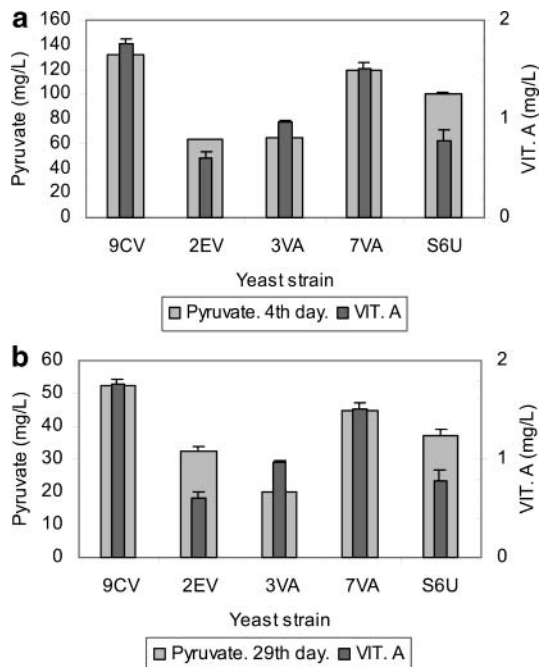 a
Pyruvate (mg/L)
160
140
120
100
80
60
40
20
0
2
1
0
VIT. A (mg/L)
9CV 2EV 3VA 7VA S6U
Yeast strain
Pyruvate. 4th day. VIT. A
b
Pyruvate (mg/L)
60
50
40
30
20
10
0
2
1
0
VIT. A (mg/L)
9CV 2EV 3VA 7VA S6U
Yeast strain
Pyruvate. 29th day. VIT. A